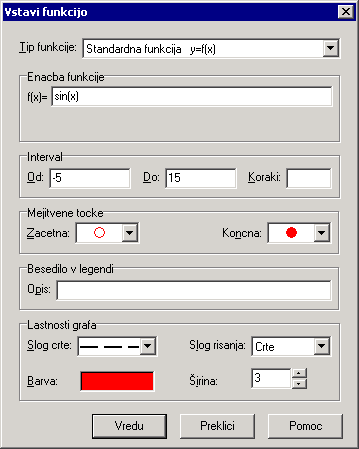 Vstavi funkcijo
Tip funkcije: Standardna funkcija y=f(x)
Enacba funkcije
f(x)= sin(x)
Interval
Od: -5 Do: 15 Koraki:
Mejitvene tocke
Zacetna: Koncna:
Besedilo v legendi
Opis:
Lastnosti grafa
Slog crte: Slog risanja: Crte
Barva: Širina: 3
Vredu Preklici Pomoc